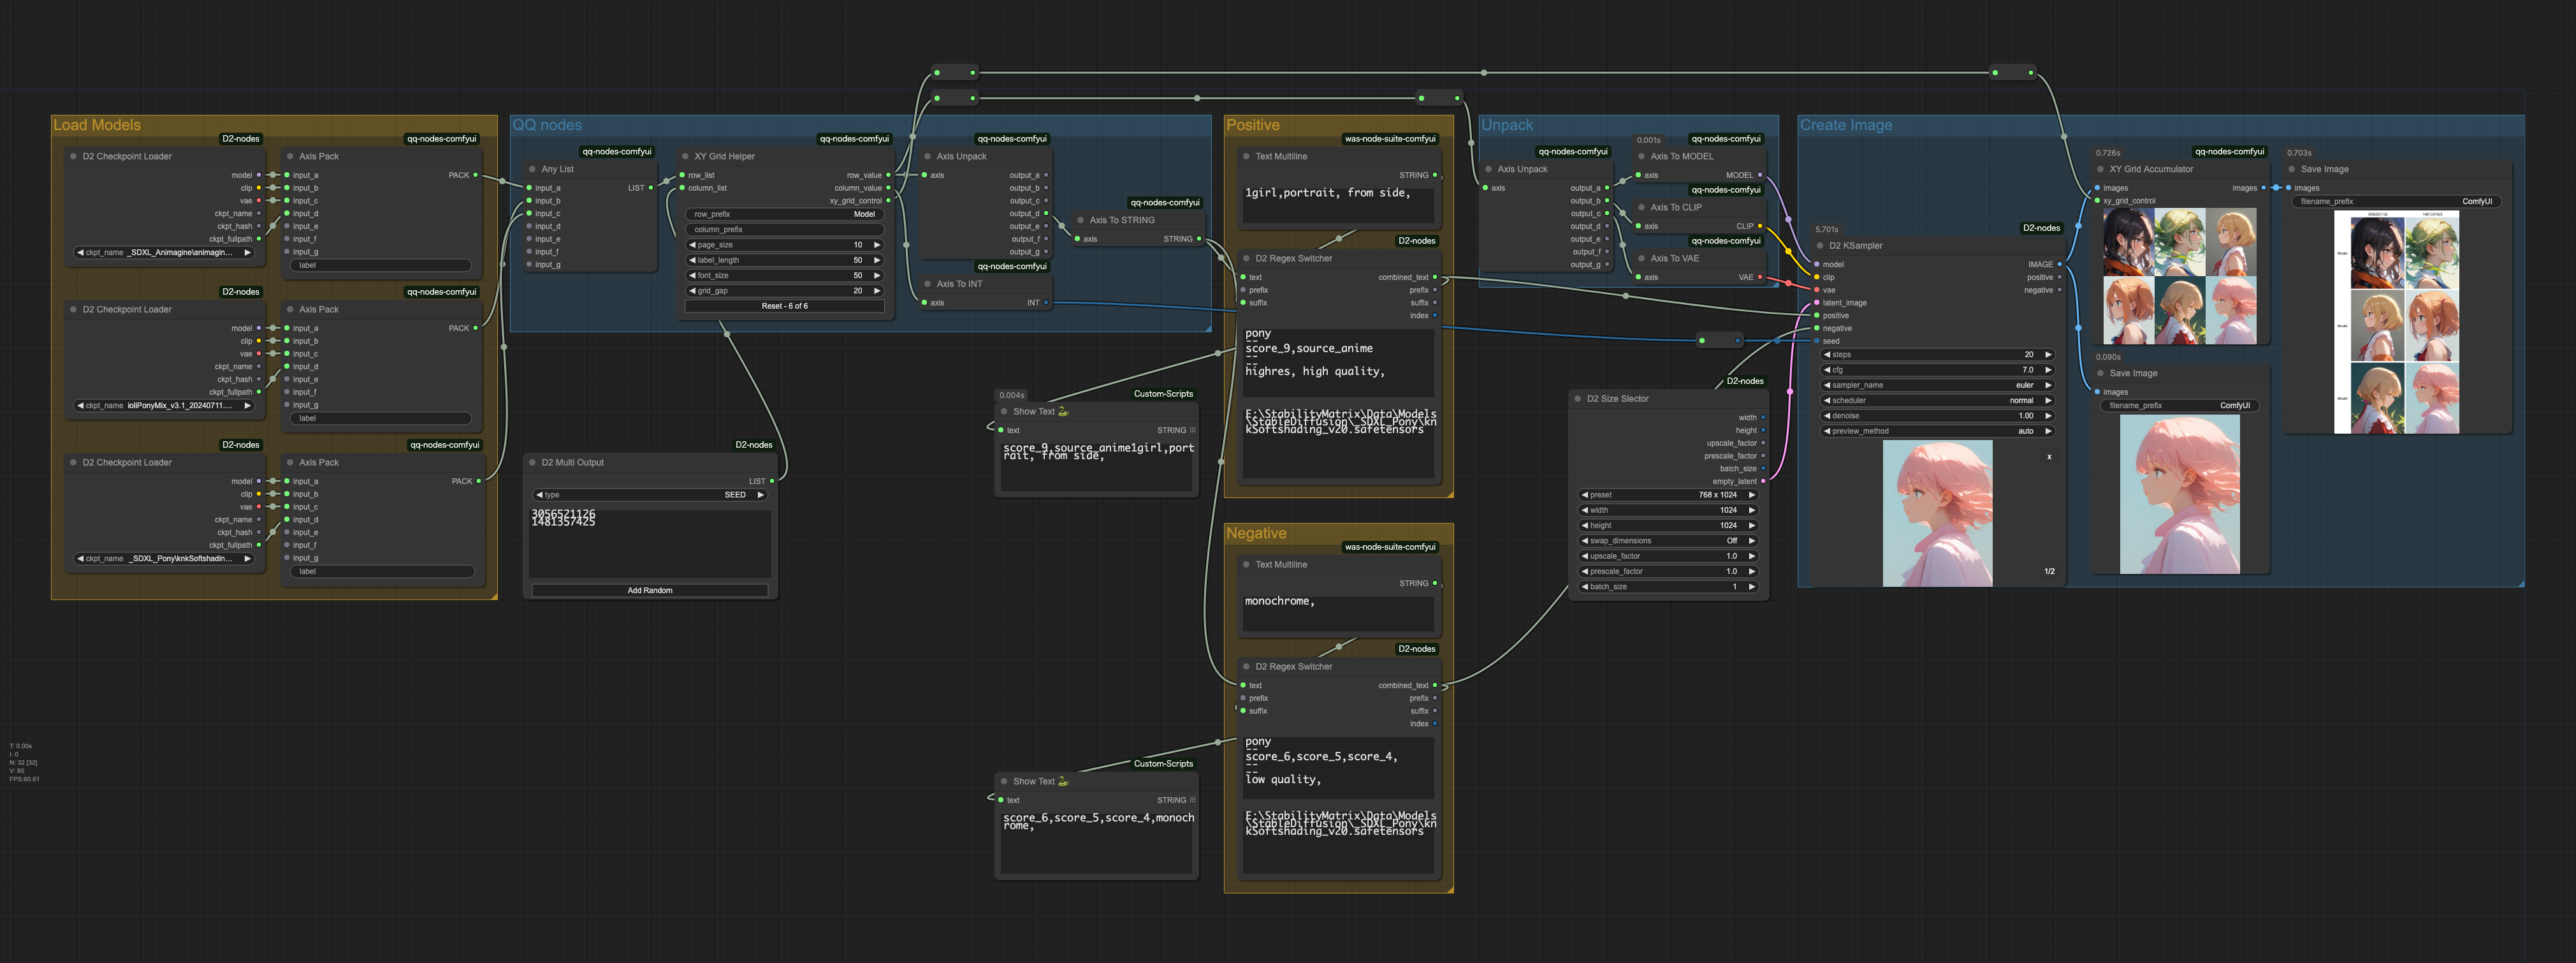 Load Models
D2-nodes
D2 Checkpoint Loader
model
clip
vae
ckpt_name
ckpt_hash
ckpt_fullpath
ckpt_name _SDXL_Animagine\animagin...
qq-nodes-comfyui
Axis Pack
input_a
input_b
input_c
input_d
input_e
input_f
input_g
PACK
label
D2-nodes
D2 Checkpoint Loader
model
clip
vae
ckpt_name
ckpt_hash
ckpt_fullpath
ckpt_name ioliPonyMix_v3.1_20240711....
qq-nodes-comfyui
Axis Pack
input_a
input_b
input_c
input_d
input_e
input_f
input_g
PACK
label
D2-nodes
D2 Checkpoint Loader
model
clip
vae
ckpt_name
ckpt_hash
ckpt_fullpath
ckpt_name _SDXL_Pony\knkSoftshadin...
qq-nodes-comfyui
Axis Pack
input_a
input_b
input_c
input_d
input_e
input_f
input_g
PACK
label
QQ nodes
qq-nodes-comfyui
Any List
input_a
input_b
input_c
input_d
input_e
input_f
input_g
LIST
qq-nodes-comfyui
XY Grid Helper
row_list
column_list
row_value
column_value
xy_grid_control
row_prefix Model
column_prefix
page_size 10
label_length 50
font_size 50
grid_gap 20
Reset - 6 of 6
qq-nodes-comfyui
Axis Unpack
axis
output_a
output_b
output_c
output_d
output_e
output_f
output_g
qq-nodes-comfyui
Axis To INT
axis INT
qq-nodes-comfyui
Axis To STRING
axis STRING
D2-nodes
D2 Multi Output
LIST
type SEED
3056521126
1481357425
Add Random
0.004s
Custom-Scripts
Show Text 🐍
text STRING
score_9,source_anime1girl,port
rait, from side,
Custom-Scripts
Show Text 🐍
text STRING
score_6,score_5,score_4,monoch
rome,
Positive
was-node-suite-comfyui
Text Multiline
STRING
1girl,portrait, from side,
D2-nodes
D2 Regex Switcher
text
prefix
suffix
combined_text
prefix
suffix
index
pony
--
score_9,source_anime
--
highres, high quality,
E:\StabilityMatrix\Data\Models
\StableDiffusion\_SDXL_Pony\kn
kSoftshading_v20.safetensors
Negative
was-node-suite-comfyui
Text Multiline
STRING
monochrome,
D2-nodes
D2 Regex Switcher
text
prefix
suffix
combined_text
prefix
suffix
index
pony
--
score_6,score_5,score_4,
--
low quality,
E:\StabilityMatrix\Data\Models
\StableDiffusion\_SDXL_Pony\kn
kSoftshading_v20.safetensors
Unpack
qq-nodes-comfyui
Axis Unpack
axis
output_a
output_b
output_c
output_d
output_e
output_f
output_g
0.001s
qq-nodes-comfyui
Axis To MODEL
axis MODEL
qq-nodes-comfyui
Axis To CLIP
axis CLIP
qq-nodes-comfyui
Axis To VAE
axis VAE
D2-nodes
D2 Size Slector
width
height
upscale_factor
prescale_factor
batch_size
empty_latent
preset 768 x 1024
width 1024
height 1024
swap_dimensions Off
upscale_factor 1.0
prescale_factor 1.0
batch_size 1
Create Image
5.701s
D2-nodes
D2 KSampler
model
clip
vae
latent_image
positive
negative
seed
IMAGE
positive
negative
steps 20
cfg 7.0
sampler_name euler
scheduler normal
denoise 1.00
preview_method auto
x
1/2
0.726s
qq-nodes-comfyui
XY Grid Accumulator
images
xy_grid_control
images
0.090s
Save Image
images
filename_prefix ComfyUI
0.703s
Save Image
images
filename_prefix ComfyUI
T: 0.00s
I: 0
N: 32 [32]
V: 80
FPS:60.61